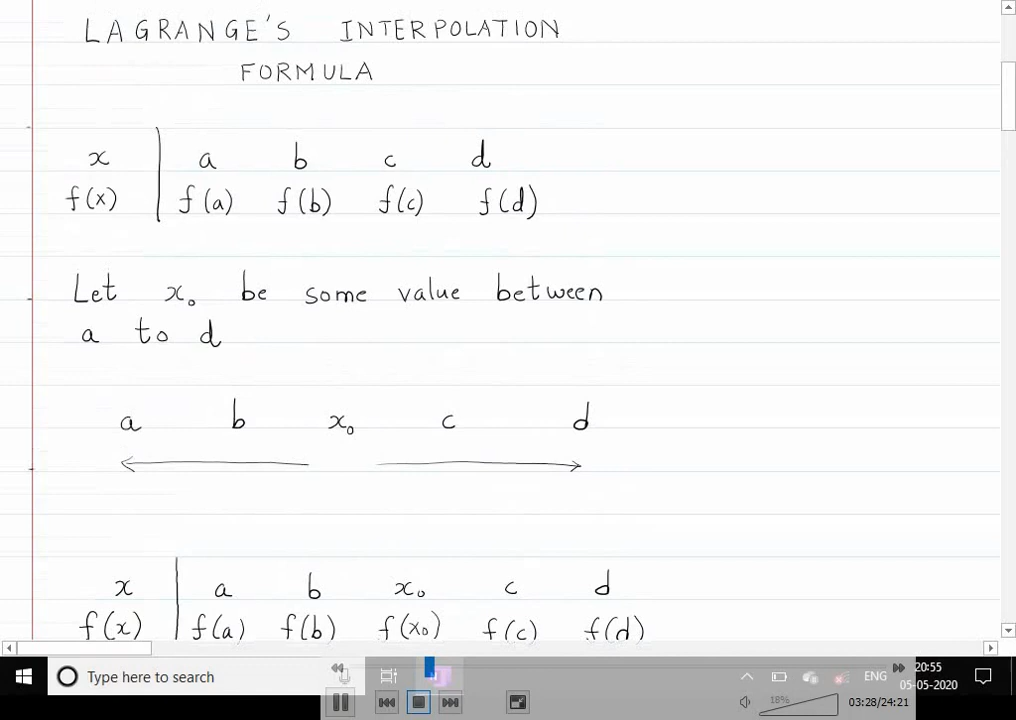 LAGRANGE'S INTERPOLATION
FORMULA
x a b c d
f(x) f(a) f(b) f(c) f(d)
Let x₀ be some value between
a to d
a b x₀ c d
x a b x₀ c d
f(x) f(a) f(b) f(x₀) f(c) f(d)
Type here to search
ENG
20:55
05-05-2020
18%
03:28/24:21